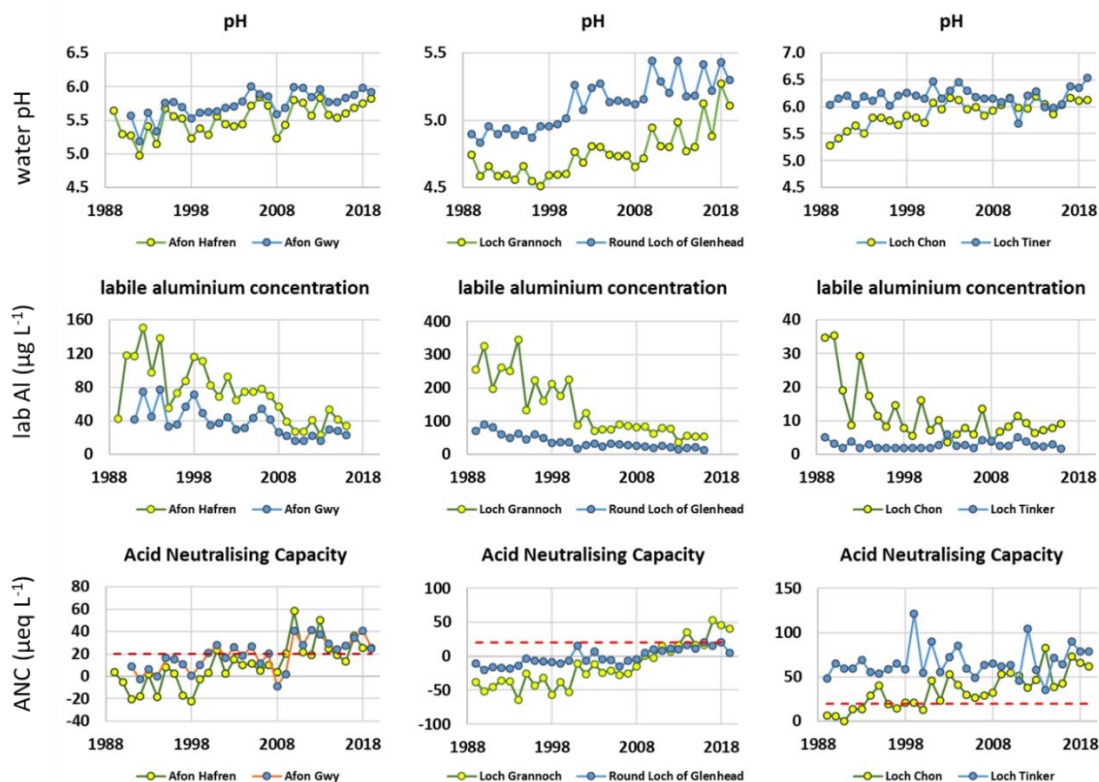 pH pH pH
6.5 5.5 7.0
6.0 6.5
5.5 5.0 6.0
5.5
5.0 5.0
4.5 4.5 4.5
1988 1998 2008 2018 1988 1998 2008 2018 1988 1998 2008 2018
water pH
Afon Hafren Afon Gwy Loch Grannoch Round Loch of Glenhead Loch Chon Loch Tiner
labile aluminium concentration labile aluminium concentration labile aluminium concentration
160 400 40
120 300 30
80 200 20
40 100 10
0 0 0
1988 1998 2008 2018 1988 1998 2008 2018 1988 1998 2008 2018
lab Al (µg L-1)
Afon Hafren Afon Gwy Loch Grannoch Round Loch of Glenhead Loch Chon Loch Tinker
Acid Neutralising Capacity Acid Neutralising Capacity Acid Neutralising Capacity
80 100 150
60
40 50 100
20
0 0 50
-20 -50
-40 -100 0
1988 1998 2008 2018 1988 1998 2008 2018 1988 1998 2008 2018
ANC (µeq L-1)
Afon Hafren Afon Gwy Loch Grannoch Round Loch of Glenhead Loch Chon Loch Tinker